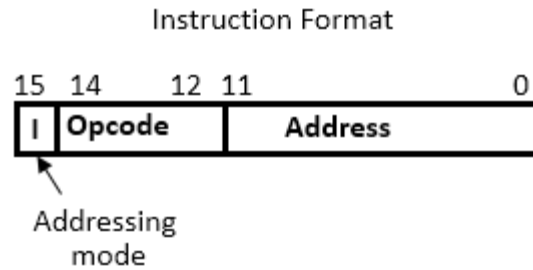 Instruction Format
15 14 12 11 0
I Opcode Address
Addressing
mode